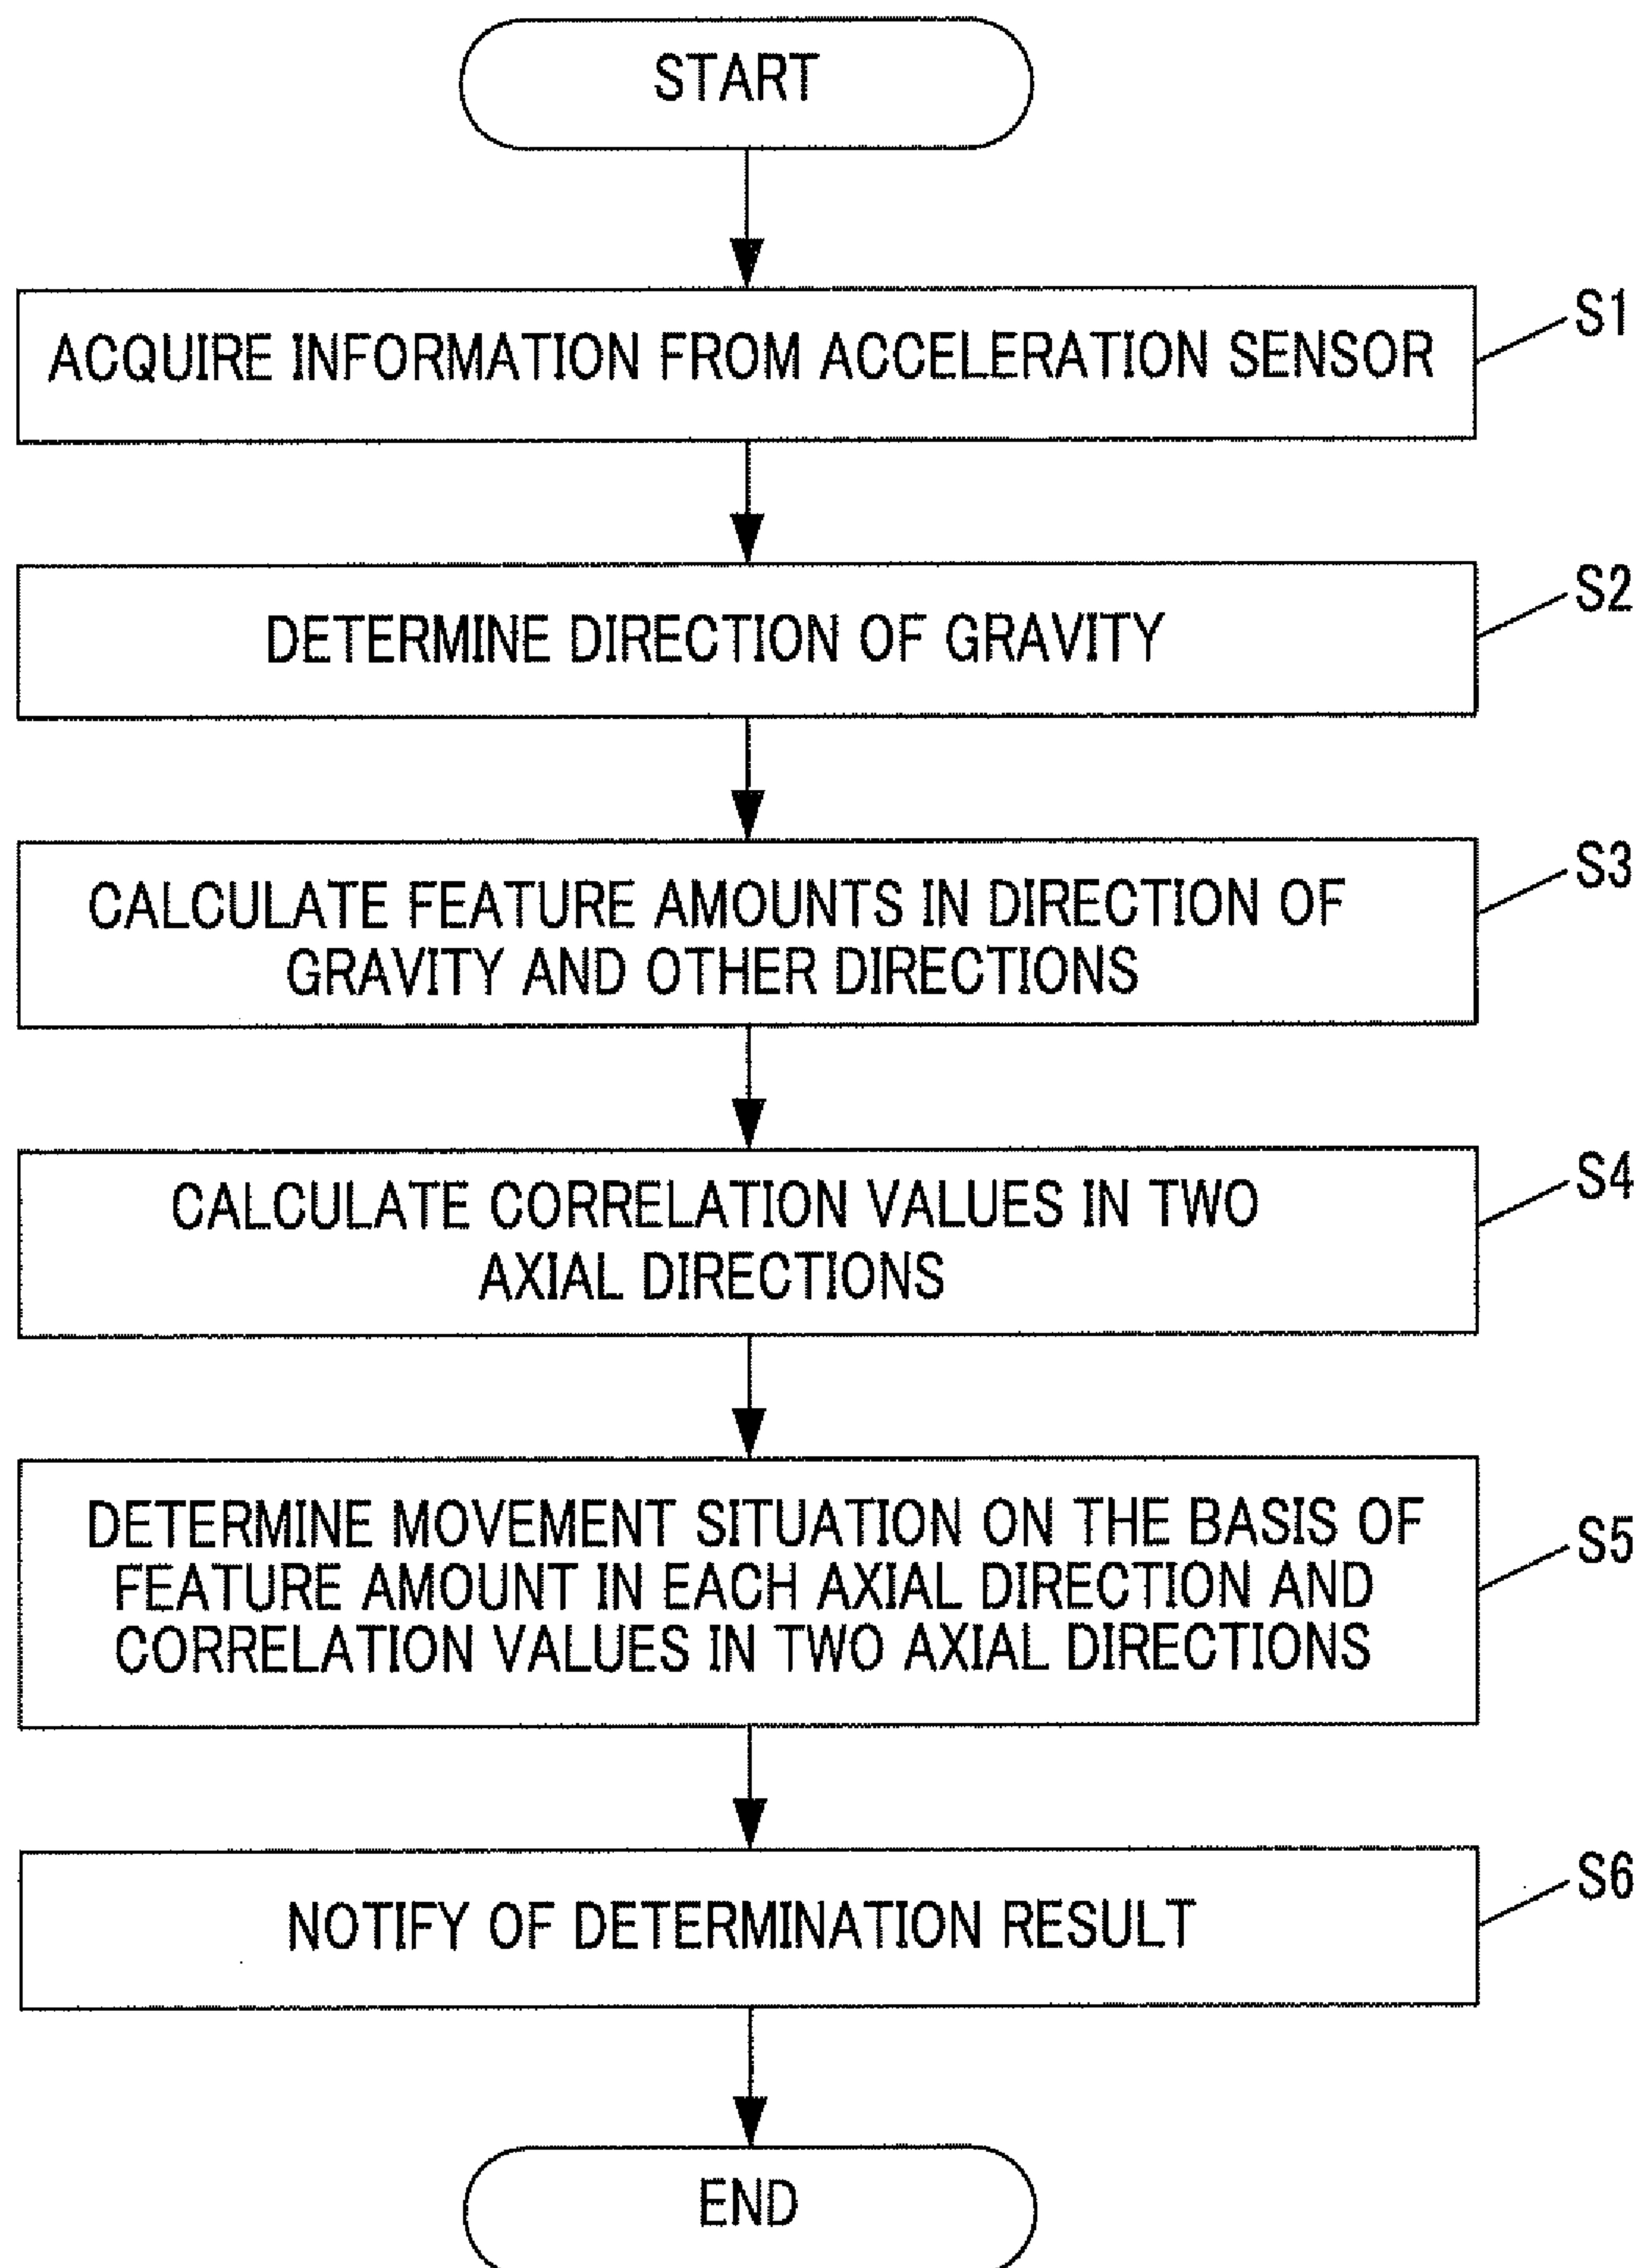 START
ACQUIRE INFORMATION FROM ACCELERATION SENSOR
S1
DETERMINE DIRECTION OF GRAVITY
S2
CALCULATE FEATURE AMOUNTS IN DIRECTION OF
GRAVITY AND OTHER DIRECTIONS
S3
CALCULATE CORRELATION VALUES IN TWO
AXIAL DIRECTIONS
S4
DETERMINE MOVEMENT SITUATION ON THE BASIS OF
FEATURE AMOUNT IN EACH AXIAL DIRECTION AND
CORRELATION VALUES IN TWO AXIAL DIRECTIONS
S5
NOTIFY OF DETERMINATION RESULT
S6
END